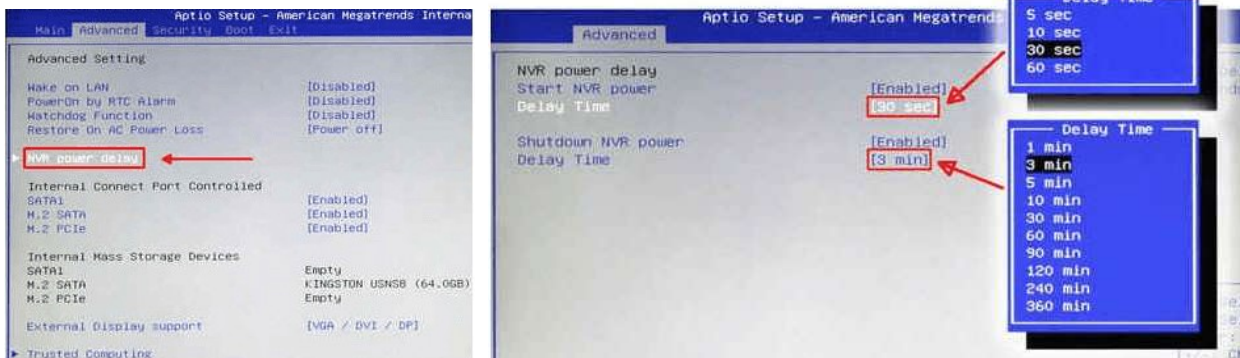 Aptio Setup - American Megatrends Interna
Main Advanced Security Boot Exit
Advanced Setting
Wake on LAN [Disabled]
PowerOn by RTC Alarm [Disabled]
Watchdog Function [Disabled]
Restore On AC Power Loss [Power off]
NVR power delay
Internal Connect Port Controlled
SATA1 [Enabled]
M.2 SATA [Enabled]
M.2 PCIe [Enabled]
Internal Mass Storage Devices
SATA1 Empty
M.2 SATA KINGSTON USNS8 (64.0GB)
M.2 PCIe Empty
External Display support [VGA / DVI / DP]
Trusted Computing
Aptio Setup - American Megatrends
Advanced
NVR power delay
Start NVR power [Enabled]
Delay Time [30 sec]
Shutdown NVR power [Enabled]
Delay Time [3 min]
Delay Time
5 sec
10 sec
30 sec
60 sec
Delay Time
1 min
3 min
5 min
10 min
30 min
60 min
90 min
120 min
240 min
360 min